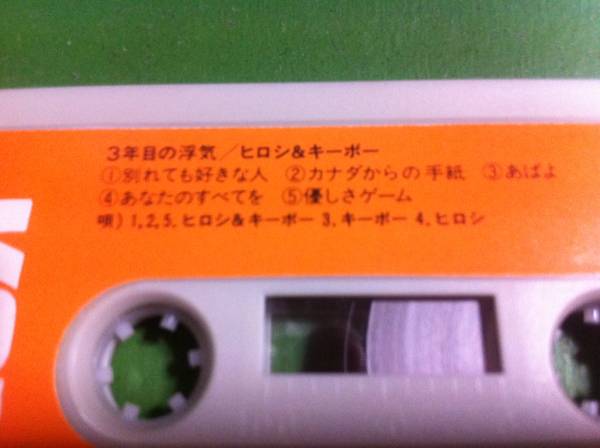 3年目の浮気／ヒロシ&キーボー
①別れても好きな人 ②カナダからの手紙 ③あばよ
④あなたのすべてを ⑤優しさゲーム
唄）1,2,5,ヒロシ&キーボー 3,キーボー 4,ヒロシ